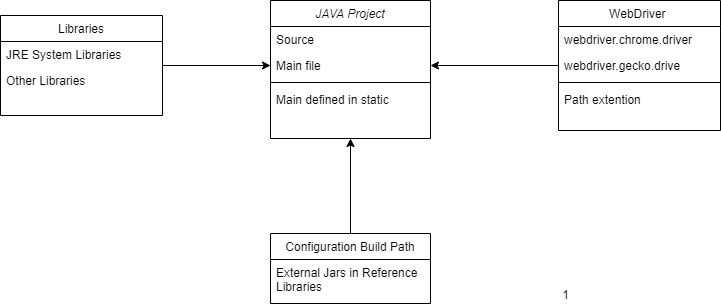 Libraries
JRE System Libraries
Other Libraries
JAVA Project
Source
Main file
Main defined in static
WebDriver
webdriver.chrome.driver
webdriver.gecko.drive
Path extention
Configuration Build Path
External Jars in Reference
Libraries
1